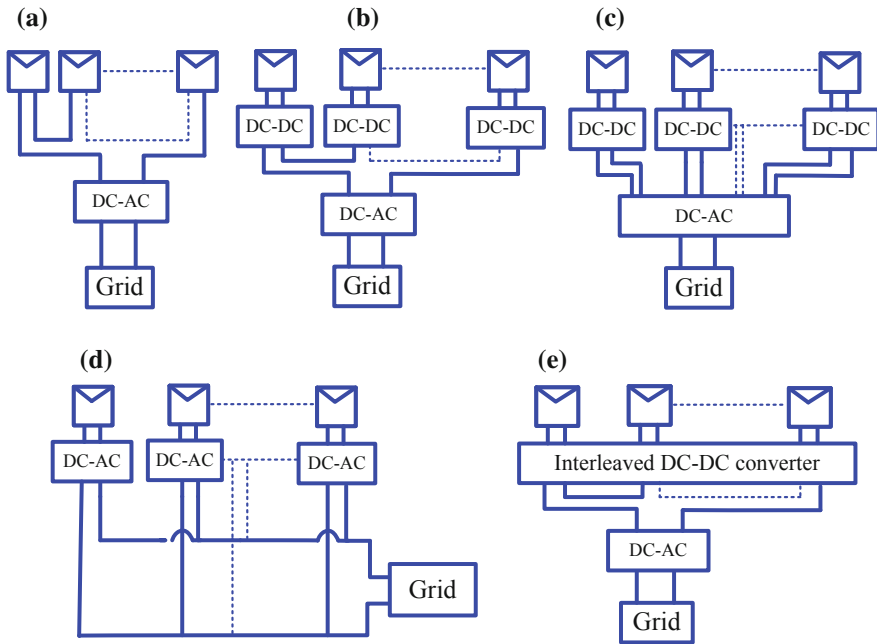 (a)
(b)
(c)
DC-DC DC-DC DC-DC
DC-DC DC-DC DC-DC
DC-AC
DC-AC
DC-AC
Grid
Grid
Grid
(d)
(e)
DC-AC DC-AC DC-AC
Interleaved DC-DC converter
DC-AC
Grid
Grid